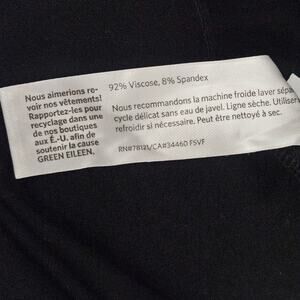 Nous aimerions re-
voir nos vêtements!
Rapportez-les pour
recyclage dans une
de nos boutiques
aux É.-U. afin de
soutenir la cause
GREEN EILEEN.
92% Viscose, 8% Spandex
Nous recommandons la machine froide laver sépa
cycle délicat sans eau de javel. Ligne sèche. Utiliser
refroidir si nécessaire. Peut être nettoyé à sec.
RN#78121/CA#34460 FSVF